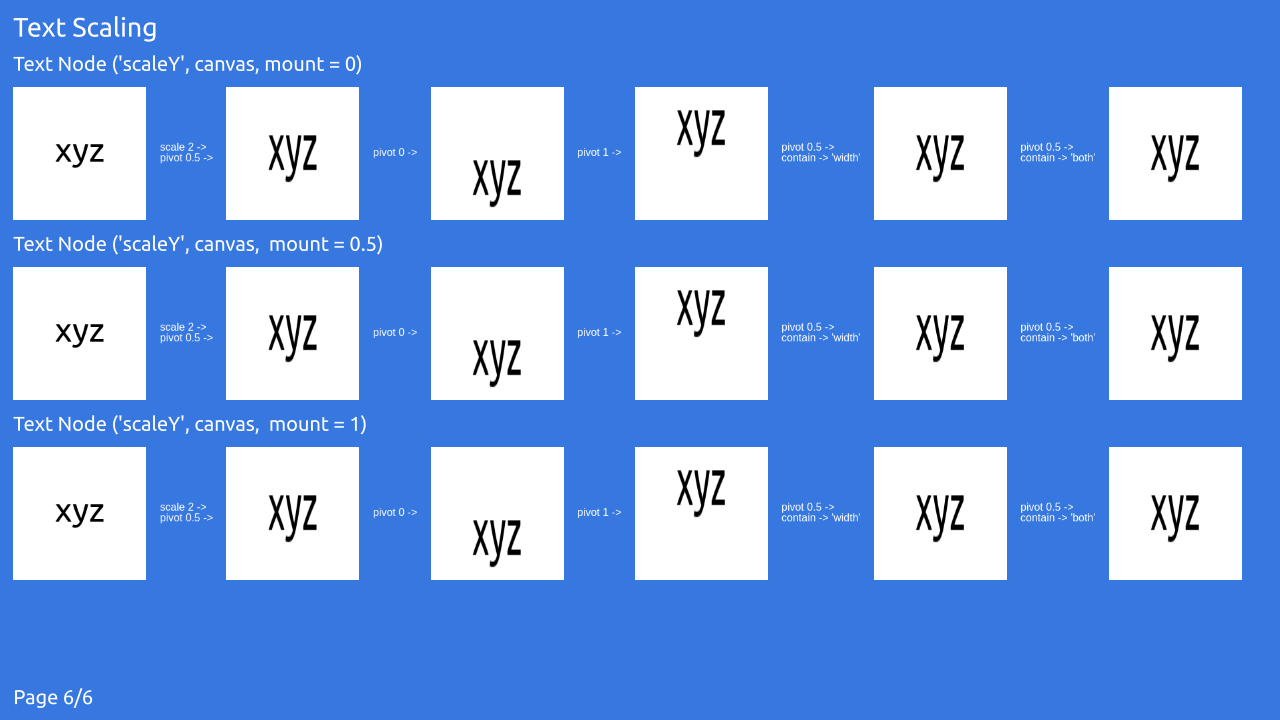 Text Scaling
Text Node ('scaleY', canvas, mount = 0)
xyz
scale 2 ->
pivot 0.5 ->
xyz
pivot 0 ->
xyz
pivot 1 ->
xyz
pivot 0.5 ->
contain -> 'width'
xyz
pivot 0.5 ->
contain -> 'both'
xyz
Text Node ('scaleY', canvas,  mount = 0.5)
xyz
scale 2 ->
pivot 0.5 ->
xyz
pivot 0 ->
xyz
pivot 1 ->
xyz
pivot 0.5 ->
contain -> 'width'
xyz
pivot 0.5 ->
contain -> 'both'
xyz
Text Node ('scaleY', canvas,  mount = 1)
xyz
scale 2 ->
pivot 0.5 ->
xyz
pivot 0 ->
xyz
pivot 1 ->
xyz
pivot 0.5 ->
contain -> 'width'
xyz
pivot 0.5 ->
contain -> 'both'
xyz
Page 6/6